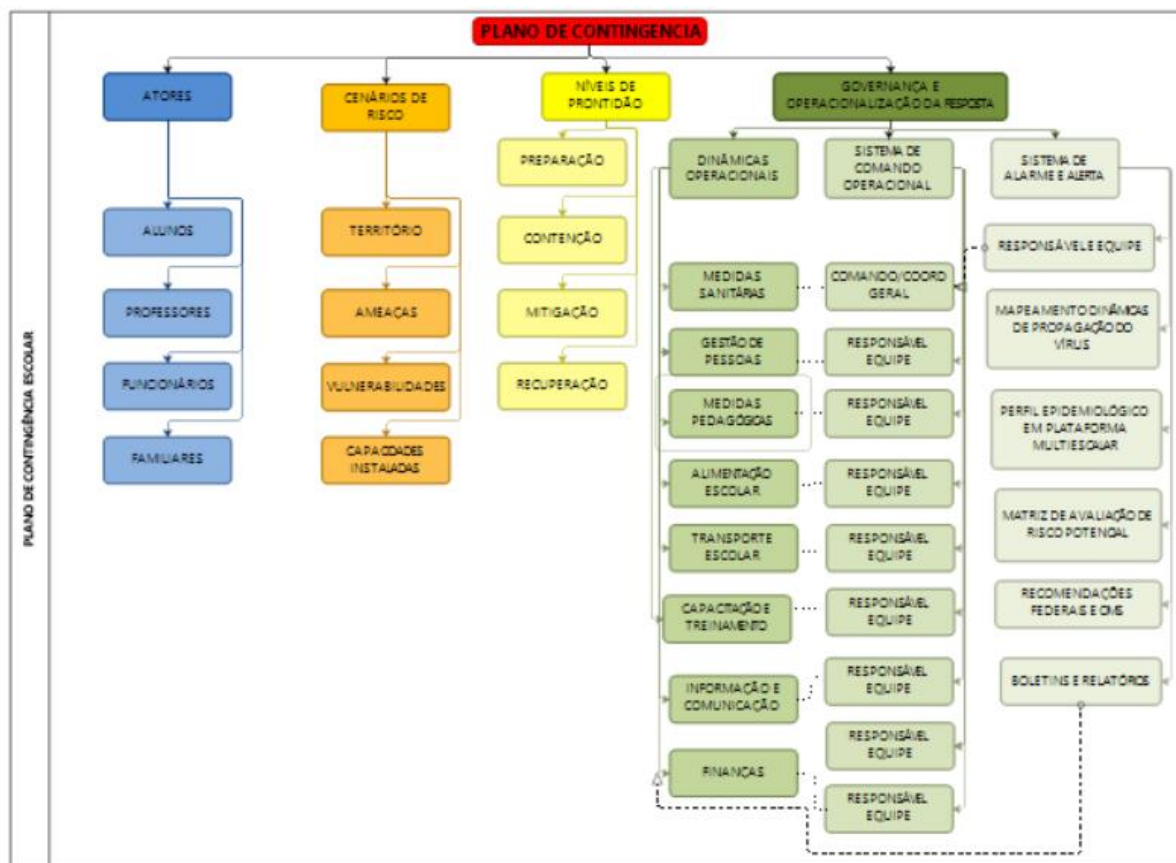 PLANO DE CONTINGÊNCIA ESCOLAR
PLANO DE CONTINGENCIA
ATORES
ALUNOS
PROFESSORES
FUNCIONÁRIOS
FAMILIARES
CENÁRIOS DE
RISCO
TERRITÓRIO
AMEAÇAS
VULNERABILIDADES
CAPACIDADES
INSTALADAS
NÍVEIS DE
PRONTIDÃO
PREPARAÇÃO
CONTENÇÃO
MITIGAÇÃO
RECUPERAÇÃO
GOVERNANÇA E
OPERACIONALIZAÇÃO DA RESPOSTA
DINÂMICAS
OPERACIONAIS
MEDIDAS
SANITÁRIAS
GESTÃO DE
PESSOAS
MEDIDAS
PEDAGÓGICAS
ALIMENTAÇÃO
ESCOLAR
TRANSPORTE
ESCOLAR
CAPACITAÇÃO E
TREINAMENTO
INFORMAÇÃO E
COMUNICAÇÃO
FINANÇAS
SISTEMA DE
COMANDO
OPERACIONAL
COMANDO/COORD
GERAL
RESPONSÁVEL
EQUIPE
RESPONSÁVEL
EQUIPE
RESPONSÁVEL
EQUIPE
RESPONSÁVEL
EQUIPE
RESPONSÁVEL
EQUIPE
RESPONSÁVEL
EQUIPE
RESPONSÁVEL
EQUIPE
RESPONSÁVEL
EQUIPE
SISTEMA DE
ALARME E ALERTA
RESPONSÁVEL E EQUIPE
MAPEAMENTO DINÂMICAS
DE PROPAGAÇÃO DO
VÍRUS
PERFIL EPIDEMIOLÓGICO
EM PLATAFORMA
MULTIESCALAR
MATRIZ DE AVALIAÇÃO DE
RISCO POTENCIAL
RECOMENDAÇÕES
FEDERAIS E OMS
BOLETINS E RELATÓRIOS